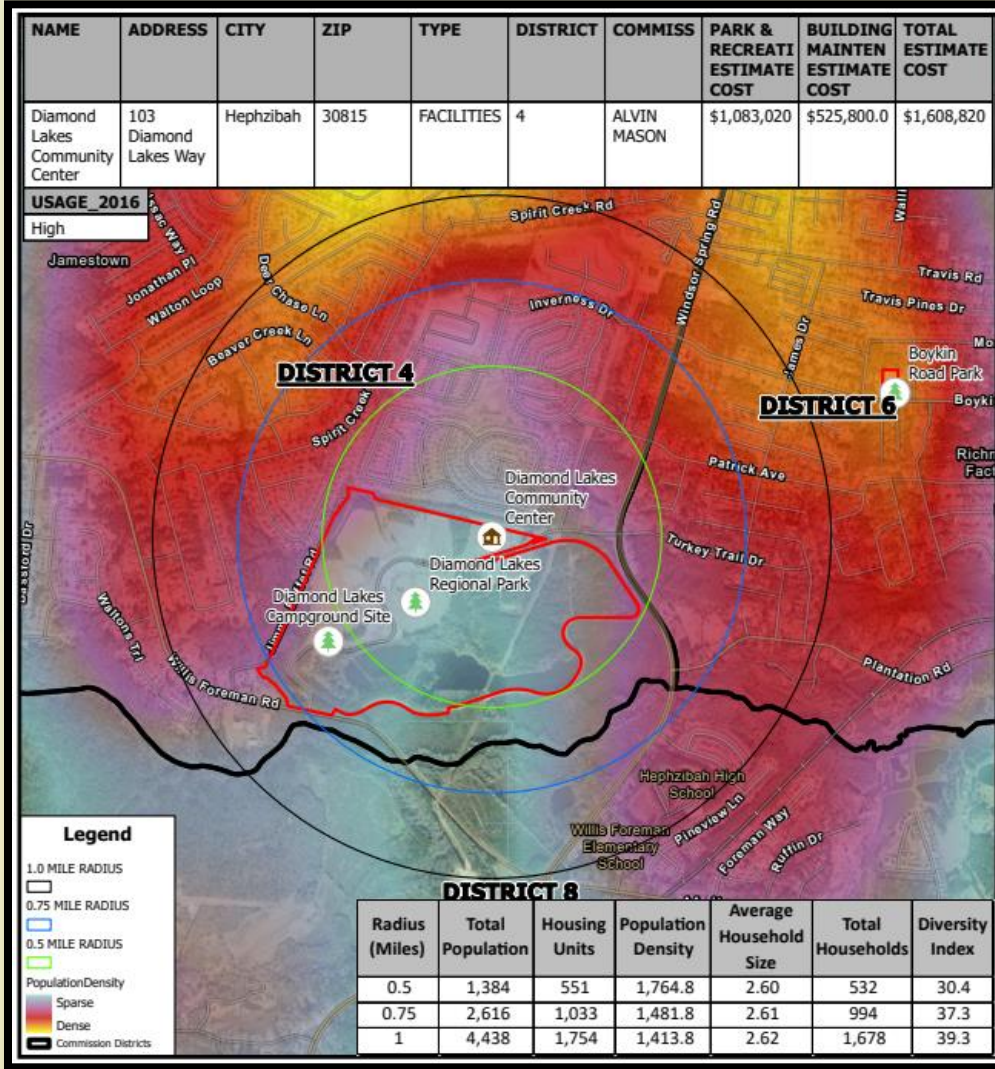 NAME ADDRESS CITY ZIP TYPE DISTRICT COMMISS PARK & RECREATI ESTIMATE COST BUILDING MAINTEN ESTIMATE COST TOTAL ESTIMATE COST
Diamond Lakes Community Center 103 Diamond Lakes Way Hephzibah 30815 FACILITIES 4 ALVIN MASON $1,083,020 $525,800.0 $1,608,820
USAGE_2016
High
Spirit Creek Rd
Windsor Spring Rd
Jamestown
Jonathan Pl
Walton Loop
Deer Chase Ln
Beaver Creek Ln
Inverness Dr
Travis Rd
Travis Pines Dr
James Dr
Mo
Boykin
Road Park
Boyki
DISTRICT 4
DISTRICT 6
Spirit Creek
Patrick Ave
Richm
Fact
Diamond Lakes
Community
Center
Turkey Trail Dr
Diamond Lakes
Regional Park
Diamond Lakes
Campground Site
Waltons Trl
Willis Foreman Rd
Plantation Rd
Hephzibah High
School
Willis Foreman
Elementary
School
Pineview Ln
Foreman Way
Ruffin Dr
DISTRICT 8
Legend
1.0 MILE RADIUS
0.75 MILE RADIUS
0.5 MILE RADIUS
PopulationDensity
Sparse
Dense
Commission Districts
Radius (Miles) Total Population Housing Units Population Density Average Household Size Total Households Diversity Index
0.5 1,384 551 1,764.8 2.60 532 30.4
0.75 2,616 1,033 1,481.8 2.61 994 37.3
1 4,438 1,754 1,413.8 2.62 1,678 39.3